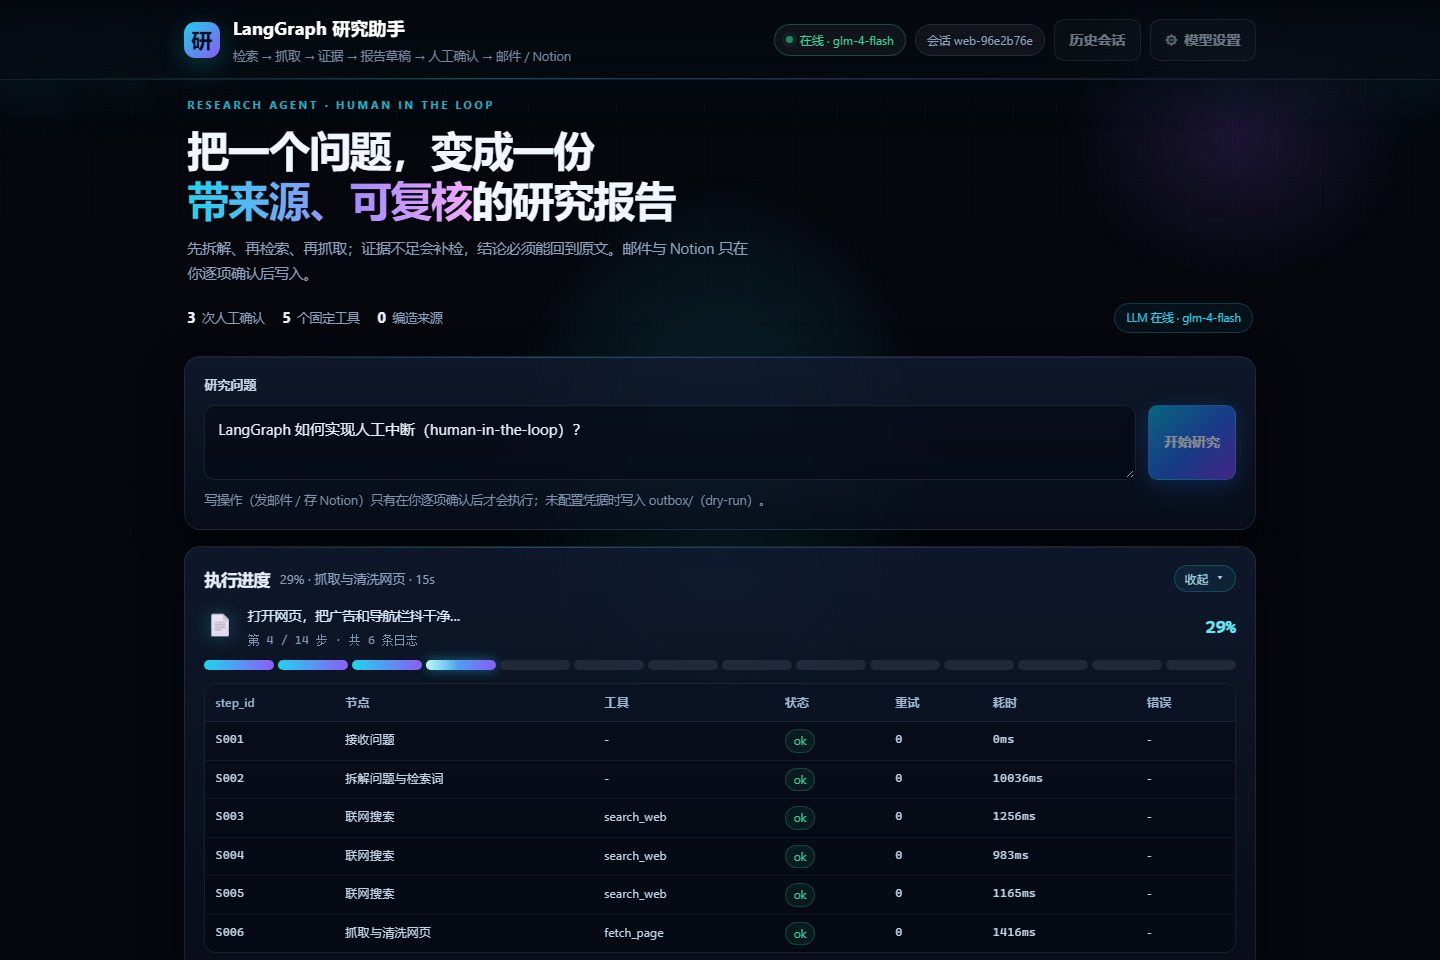 研
LangGraph 研究助手
检索 → 抓取 → 证据 → 报告草稿 → 人工确认 → 邮件 / Notion
在线 · glm-4-flash
会话 web-96e2b76e
历史会话
⚙ 模型设置
RESEARCH AGENT · HUMAN IN THE LOOP
把一个问题，变成一份
带来源、可复核的研究报告
先拆解、再检索、再抓取；证据不足会补检，结论必须能回到原文。邮件与 Notion 只在
你逐项确认后写入。
3 次人工确认 5 个固定工具 0 编造来源
LLM 在线 · glm-4-flash
研究问题
LangGraph 如何实现人工中断（human-in-the-loop）？
开始研究
写操作（发邮件 / 存 Notion）只有在你逐项确认后才会执行；未配置凭据时写入 outbox/（dry-run）。
执行进度 29% · 抓取与清洗网页 · 15s
收起
打开网页，把广告和导航栏抖干净...
第 4 / 14 步 · 共 6 条日志
29%
step_id 节点 工具 状态 重试 耗时 错误
S001 接收问题 - ok 0 0ms -
S002 拆解问题与检索词 - ok 0 10036ms -
S003 联网搜索 search_web ok 0 1256ms -
S004 联网搜索 search_web ok 0 983ms -
S005 联网搜索 search_web ok 0 1165ms -
S006 抓取与清洗网页 fetch_page ok 0 1416ms -